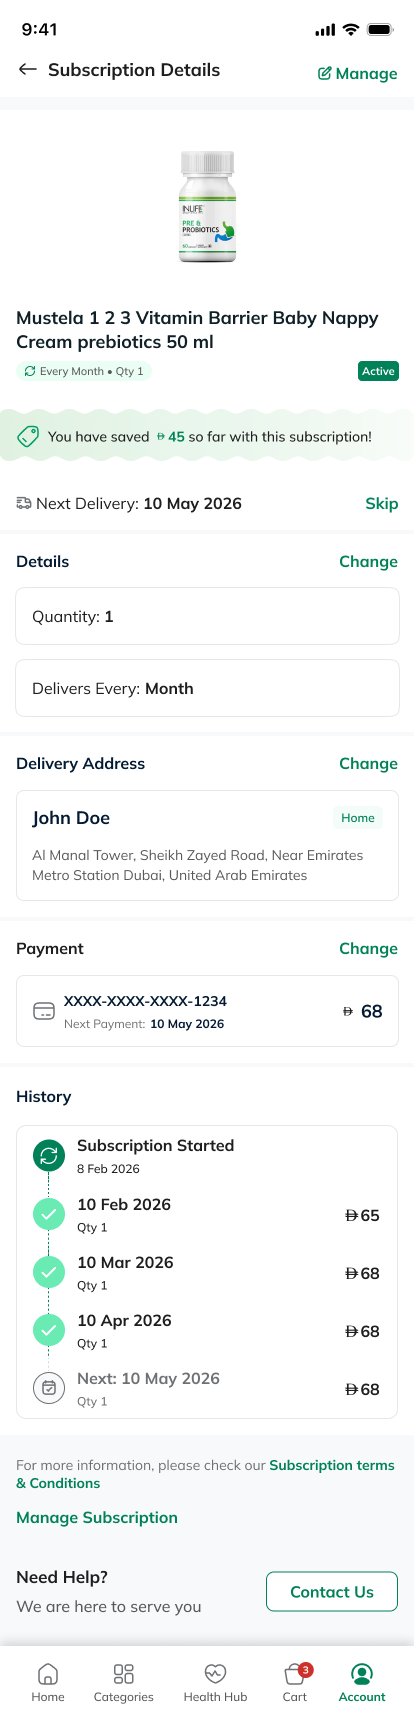 9:41
Subscription Details
Manage
INLIFE
PRE &
PROBIOTICS
Mustela 1 2 3 Vitamin Barrier Baby Nappy
Cream prebiotics 50 ml
Every Month • Qty 1
Active
You have saved 45 so far with this subscription!
Next Delivery: 10 May 2026
Skip
Details
Change
Quantity: 1
Delivers Every: Month
Delivery Address
Change
John Doe
Home
Al Manal Tower, Sheikh Zayed Road, Near Emirates
Metro Station Dubai, United Arab Emirates
Payment
Change
XXXX-XXXX-XXXX-1234
Next Payment: 10 May 2026
68
History
Subscription Started
8 Feb 2026
10 Feb 2026
Qty 1
65
10 Mar 2026
Qty 1
68
10 Apr 2026
Qty 1
68
Next: 10 May 2026
Qty 1
68
For more information, please check our Subscription terms
& Conditions
Manage Subscription
Need Help?
We are here to serve you
Contact Us
Home
Categories
Health Hub
3
Cart
Account